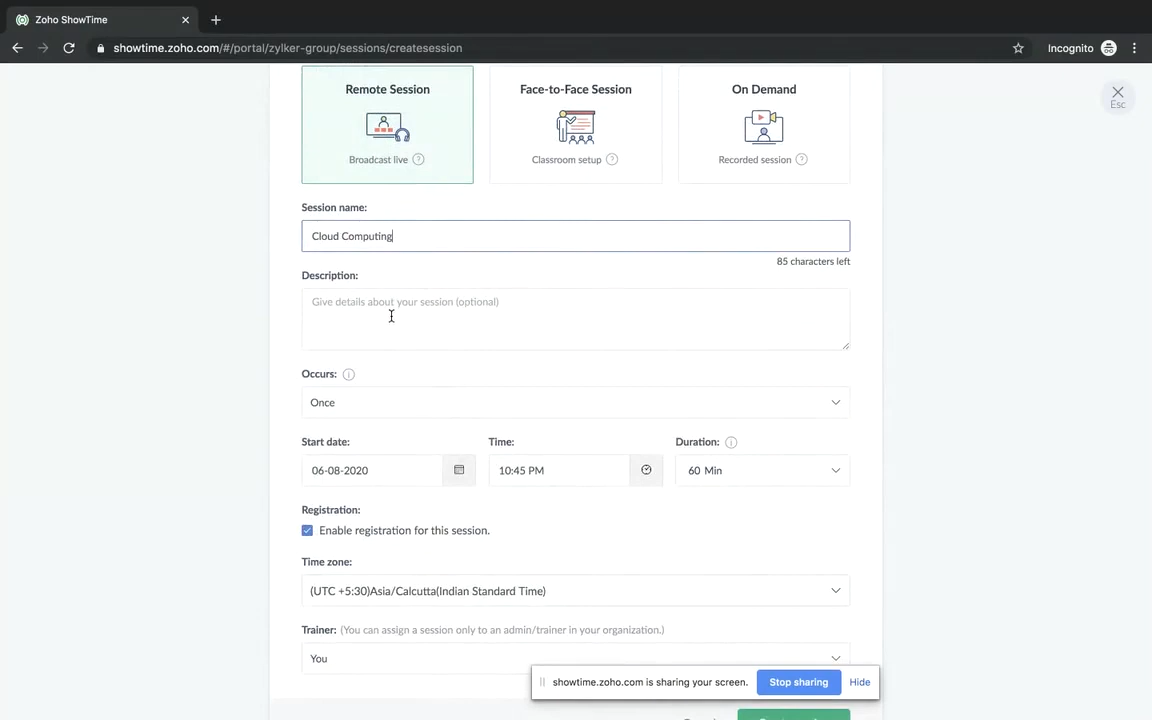 Zoho ShowTime
showtime.zoho.com/#/portal/zylker-group/sessions/createsession
Incognito
Esc
Remote Session
Broadcast live
Face-to-Face Session
Classroom setup
On Demand
Recorded session
Session name:
Cloud Computing
85 characters left
Description:
Give details about your session (optional)
Occurs:
Once
Start date: Time: Duration:
06-08-2020 10:45 PM 60 Min
Registration:
Enable registration for this session.
Time zone:
(UTC +5:30)Asia/Calcutta(Indian Standard Time)
Trainer: (You can assign a session only to an admin/trainer in your organization.)
You
showtime.zoho.com is sharing your screen. Stop sharing Hide